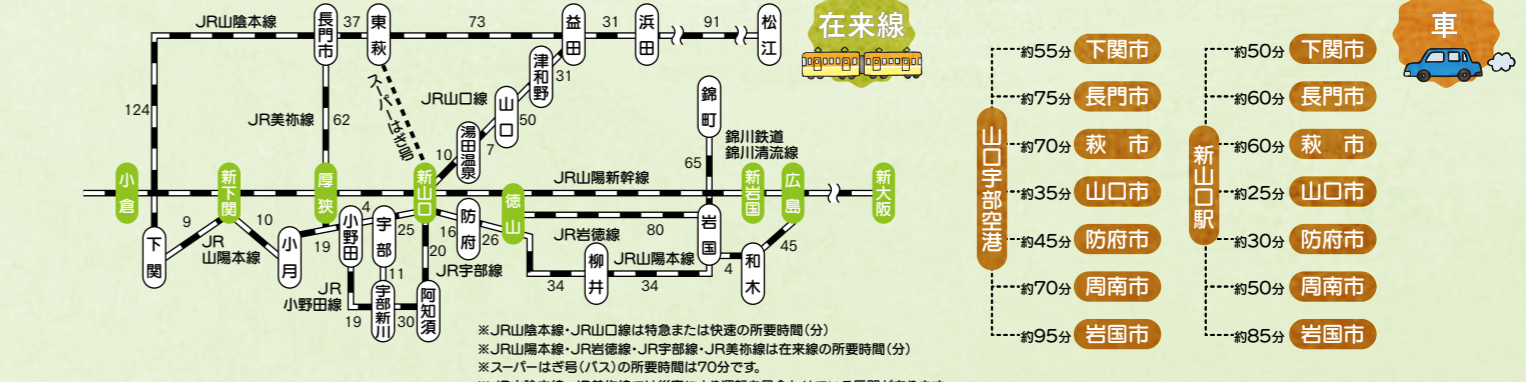 在来線
JR山陰本線
長門市
37
東萩
73
益田
31
浜田
91
松江
124
JR美祢線
62
スーパーはぎ号
JR山口線
津和野
31
山口
50
7
湯田温泉
10
錦町
65
錦川鉄道
錦川清流線
小倉
新下関
厚狭
新山口
徳山
JR山陽新幹線
新岩国
広島
新大阪
下関
9
JR
山陽本線
10
小月
19
4
小野田
宇部
25
16
防府
26
20
JR宇部線
JR岩徳線
80
岩国
45
和木
4
JR山陽本線
34
柳井
34
JR
小野田線
19
11
宇部新川
30
阿知須
※JR山陰本線・JR山口線は特急または快速の所要時間(分)
※JR山陽本線・JR岩徳線・JR宇部線・JR美祢線は在来線の所要時間(分)
※スーパーはぎ号(バス)の所要時間は70分です。
車
山口宇部空港
約55分 下関市
約75分 長門市
約70分 萩 市
約35分 山口市
約45分 防府市
約70分 周南市
約95分 岩国市
新山口駅
約50分 下関市
約60分 長門市
約60分 萩 市
約25分 山口市
約30分 防府市
約50分 周南市
約85分 岩国市